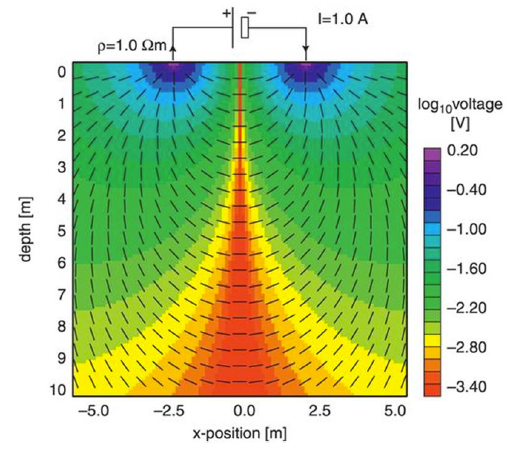 + − I=1.0 A
ρ=1.0 Ωm
log10voltage
[V]
0
1
2
3
4
5
6
7
8
9
10
depth [m]
0.20
−0.40
−1.00
−1.60
−2.20
−2.80
−3.40
−5.0 −2.5 0.0 2.5 5.0
x-position [m]